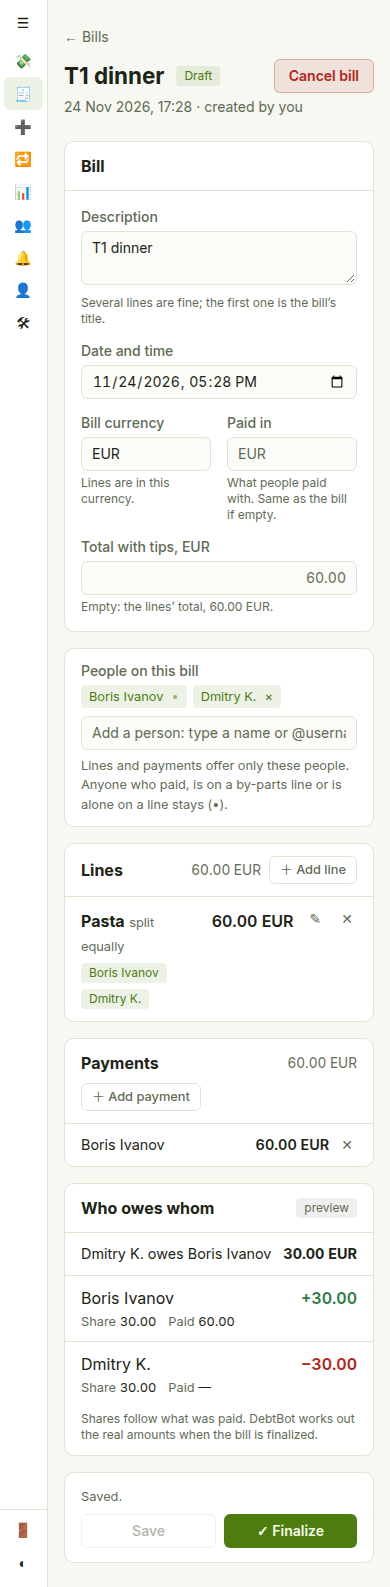 ← Bills
T1 dinner Draft Cancel bill
24 Nov 2026, 17:28 · created by you
Bill
Description
T1 dinner
Several lines are fine; the first one is the bill's
title.
Date and time
11/24/2026, 05:28 PM
Bill currency Paid in
EUR EUR
Lines are in this
currency.
What people paid
with. Same as the bill
if empty.
Total with tips, EUR
60.00
Empty: the lines' total, 60.00 EUR.
People on this bill
Boris Ivanov • Dmitry K. ×
Add a person: type a name or @userna
Lines and payments offer only these people.
Anyone who paid, is on a by-parts line or is
alone on a line stays (•).
Lines 60.00 EUR + Add line
Pasta split 60.00 EUR ✎ ✕
equally
Boris Ivanov
Dmitry K.
Payments 60.00 EUR
+ Add payment
Boris Ivanov 60.00 EUR ✕
Who owes whom preview
Dmitry K. owes Boris Ivanov 30.00 EUR
Boris Ivanov +30.00
Share 30.00 Paid 60.00
Dmitry K. −30.00
Share 30.00 Paid —
Shares follow what was paid. DebtBot works out
the real amounts when the bill is finalized.
Saved.
Save ✓ Finalize